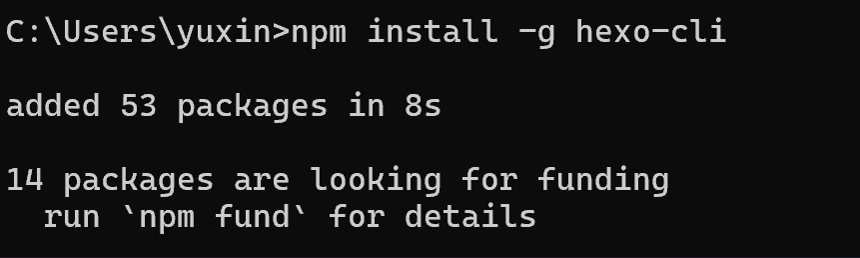 C:\Users\yuxin>npm install -g hexo-cli
added 53 packages in 8s
14 packages are looking for funding
  run `npm fund` for details